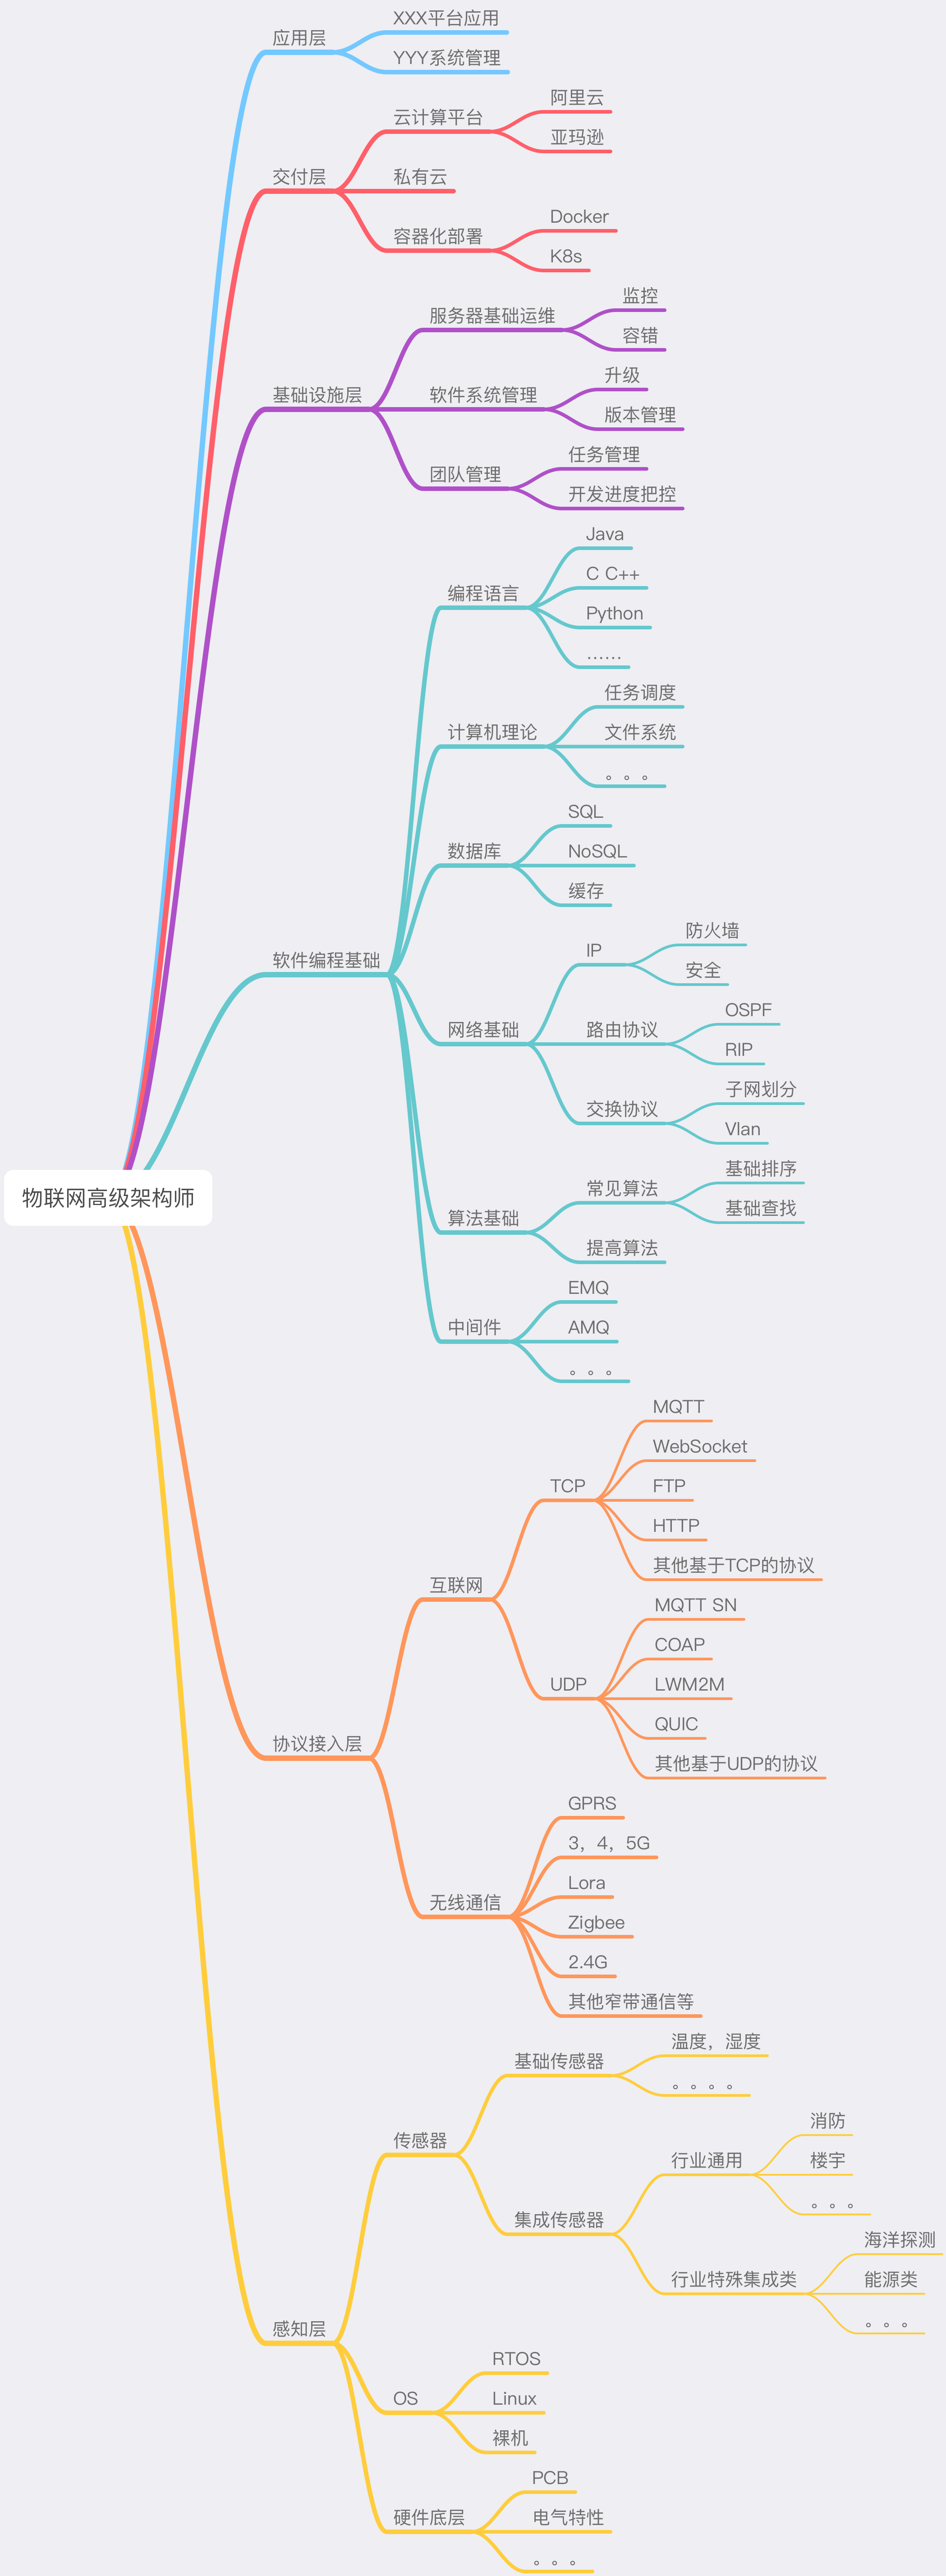 XXX平台应用
应用层
YYY系统管理
阿里云
云计算平台
亚玛逊
交付层
私有云
Docker
容器化部署
K8s
监控
服务器基础运维
容错
升级
基础设施层
软件系统管理
版本管理
任务管理
团队管理
开发进度把控
Java
C C++
编程语言
Python
……
任务调度
计算机理论
文件系统
。。。
SQL
数据库
NoSQL
缓存
防火墙
IP
安全
软件编程基础
OSPF
网络基础
路由协议
RIP
子网划分
交换协议
Vlan
基础排序
常见算法
物联网高级架构师
基础查找
算法基础
提高算法
EMQ
中间件
AMQ
。。。
MQTT
WebSocket
TCP
FTP
HTTP
其他基于TCP的协议
互联网
MQTT SN
COAP
UDP
LWM2M
QUIC
协议接入层
其他基于UDP的协议
GPRS
3，4，5G
Lora
无线通信
Zigbee
2.4G
其他窄带通信等
温度，湿度
基础传感器
。。。。
消防
传感器
行业通用
楼宇
。。。
集成传感器
海洋探测
行业特殊集成类
能源类
。。。
感知层
RTOS
OS
Linux
裸机
PCB
硬件底层
电气特性
。。。